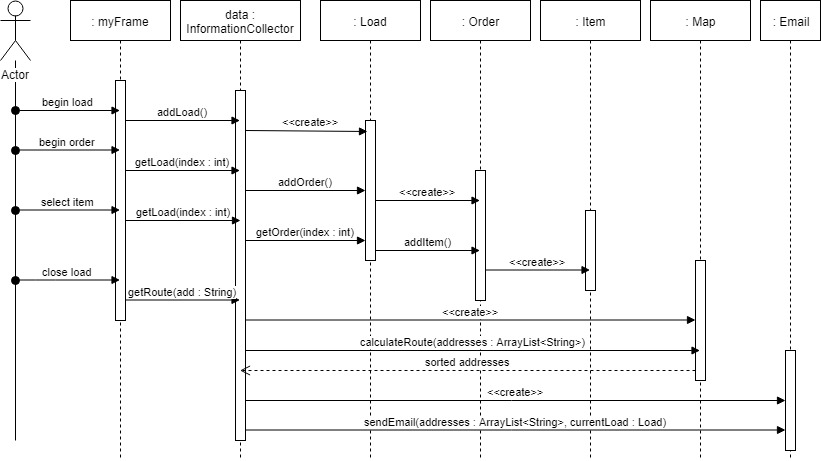 : myFrame
data :
InformationCollector
: Load
: Order
: Item
: Map
: Email
Actor
begin load
addLoad()
<<create>>
begin order
getLoad(index : int)
addOrder()
<<create>>
select item
getLoad(index : int)
getOrder(index : int)
addItem()
<<create>>
close load
getRoute(add : String)
<<create>>
calculateRoute(addresses : ArrayList<String>)
sorted addresses
<<create>>
sendEmail(addresses : ArrayList<String>, currentLoad : Load)